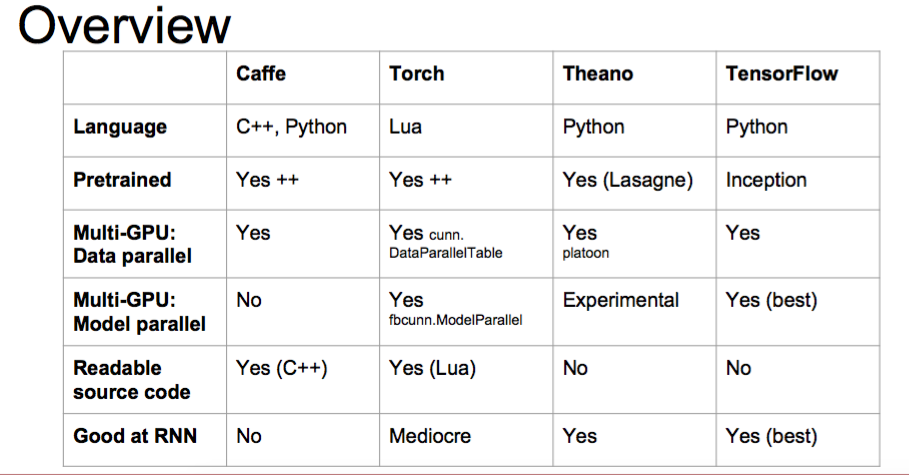 Overview
Caffe Torch Theano TensorFlow
Language C++, Python Lua Python Python
Pretrained Yes ++ Yes ++ Yes (Lasagne) Inception
Multi-GPU: Yes Yes cunn. Yes Yes
Data parallel DataParallelTable platoon
Multi-GPU: No Yes Experimental Yes (best)
Model parallel fbcunn.ModelParallel
Readable Yes (C++) Yes (Lua) No No
source code
Good at RNN No Mediocre Yes Yes (best)